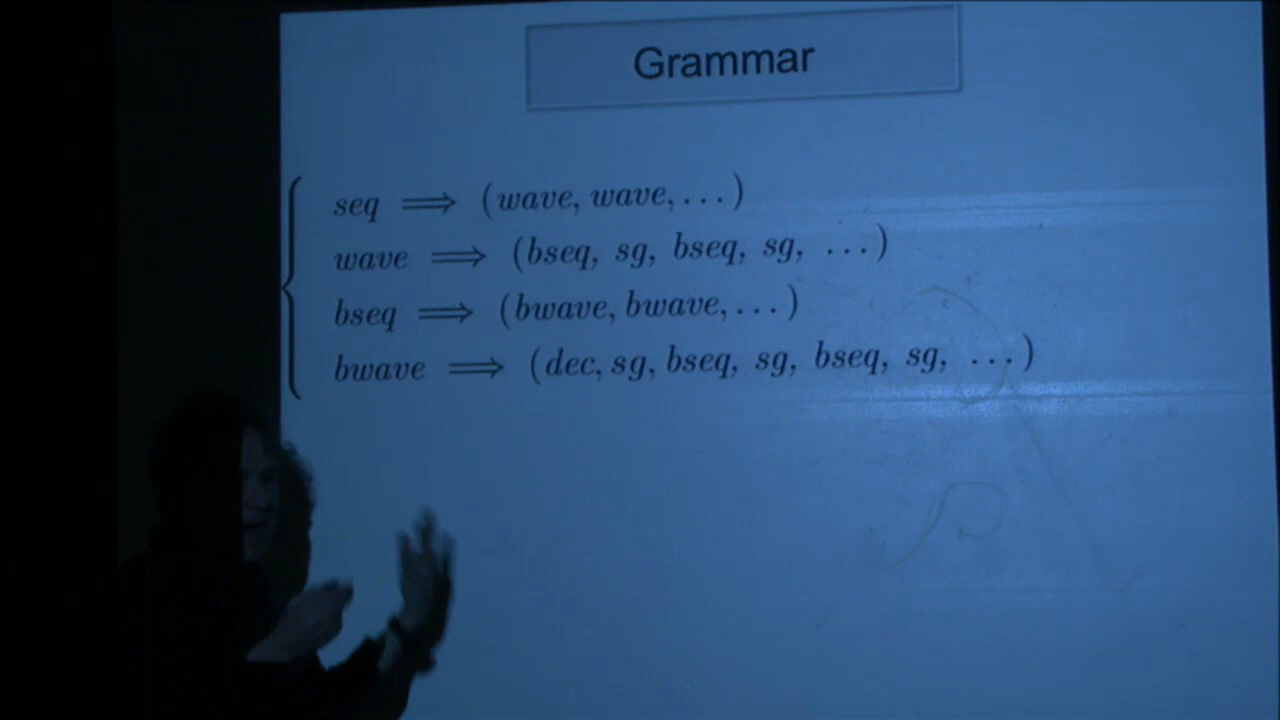 Grammar
seq ⟹ (wave, wave, . . . )
wave ⟹ (bseq, sg, bseq, sg, . . . )
bseq ⟹ (bwave, bwave, . . . )
bwave ⟹ (dec, sg, bseq, sg, bseq, sg, . . . )